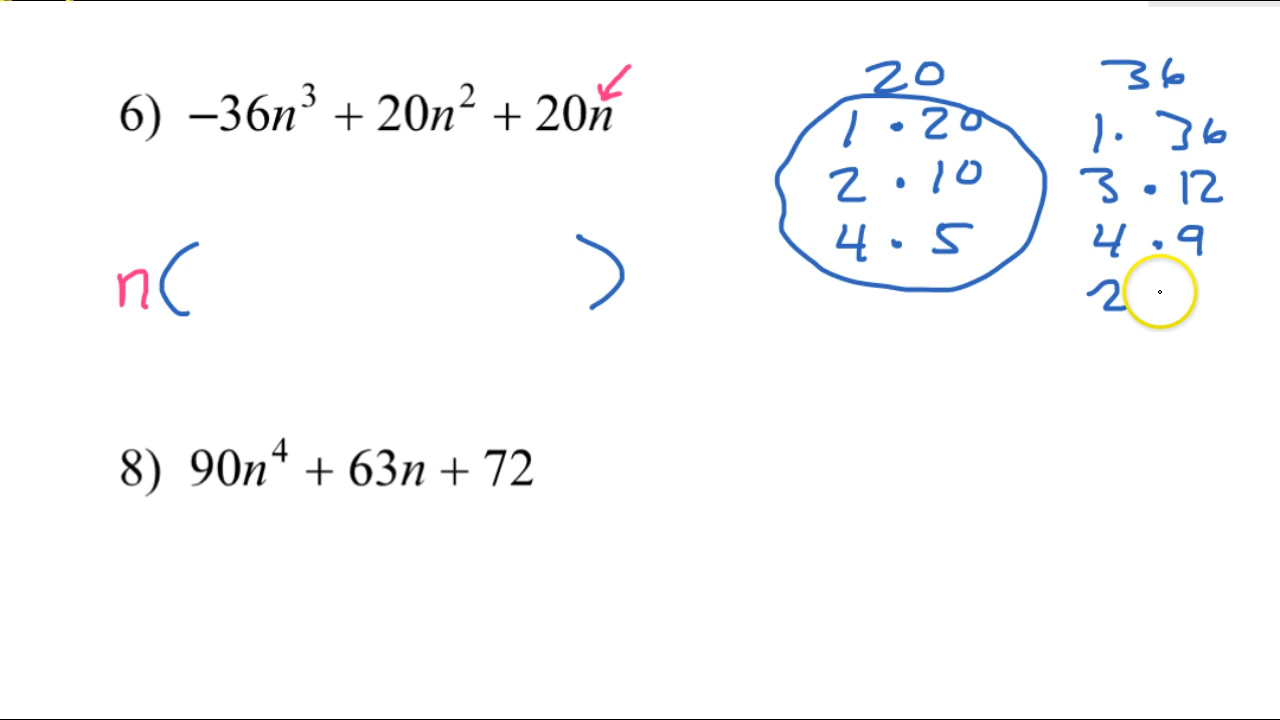 6) −36n³ + 20n² + 20n
n( )
20
1 · 20
2 · 10
4 · 5
36
1 · 36
3 · 12
4 · 9
2
8) 90n⁴ + 63n + 72